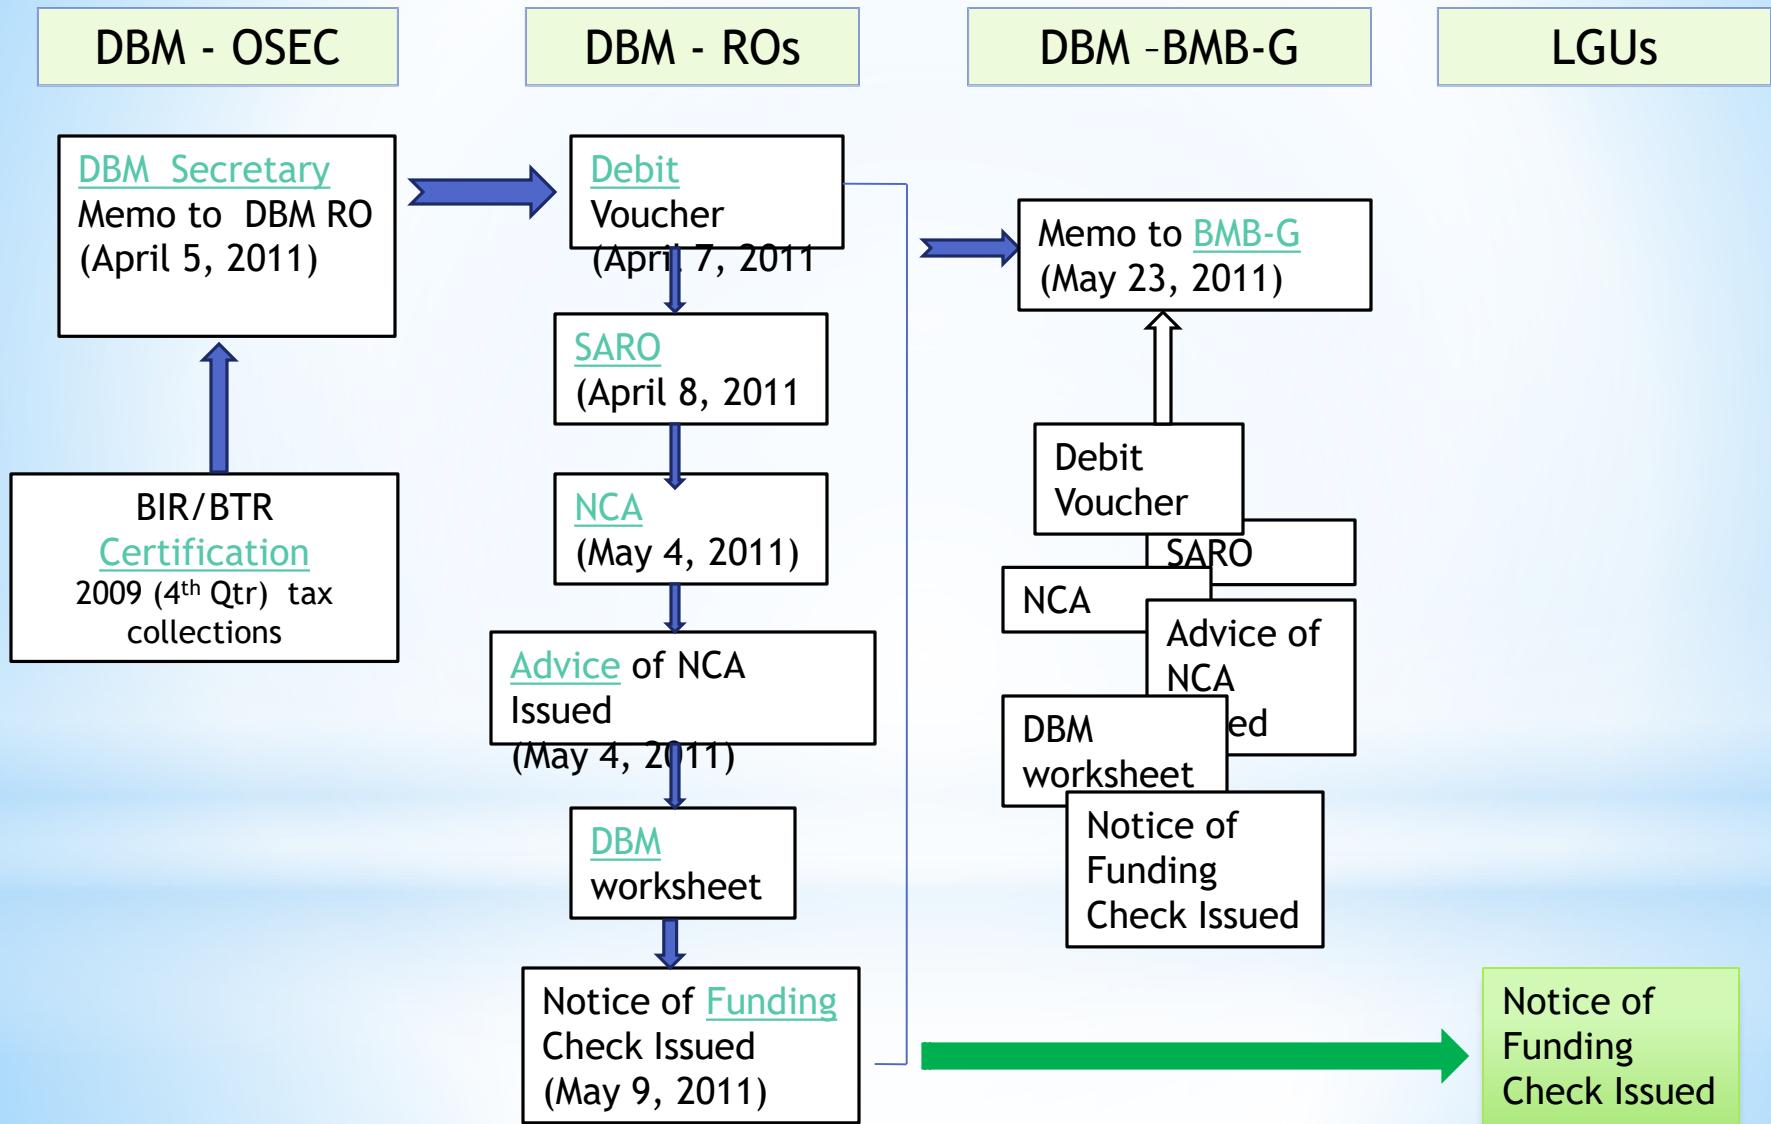 DBM - OSEC
DBM - ROs
DBM -BMB-G
LGUs
DBM Secretary
Memo to DBM RO
(April 5, 2011)
BIR/BTR
Certification
2009 (4th Qtr) tax
collections
Debit
Voucher
(April 7, 2011
SARO
(April 8, 2011
NCA
(May 4, 2011)
Advice of NCA
Issued
(May 4, 2011)
DBM
worksheet
Notice of Funding
Check Issued
(May 9, 2011)
Memo to BMB-G
(May 23, 2011)
Debit
Voucher
SARO
NCA
Advice of
NCA
ed
DBM
worksheet
Notice of
Funding
Check Issued
Notice of
Funding
Check Issued